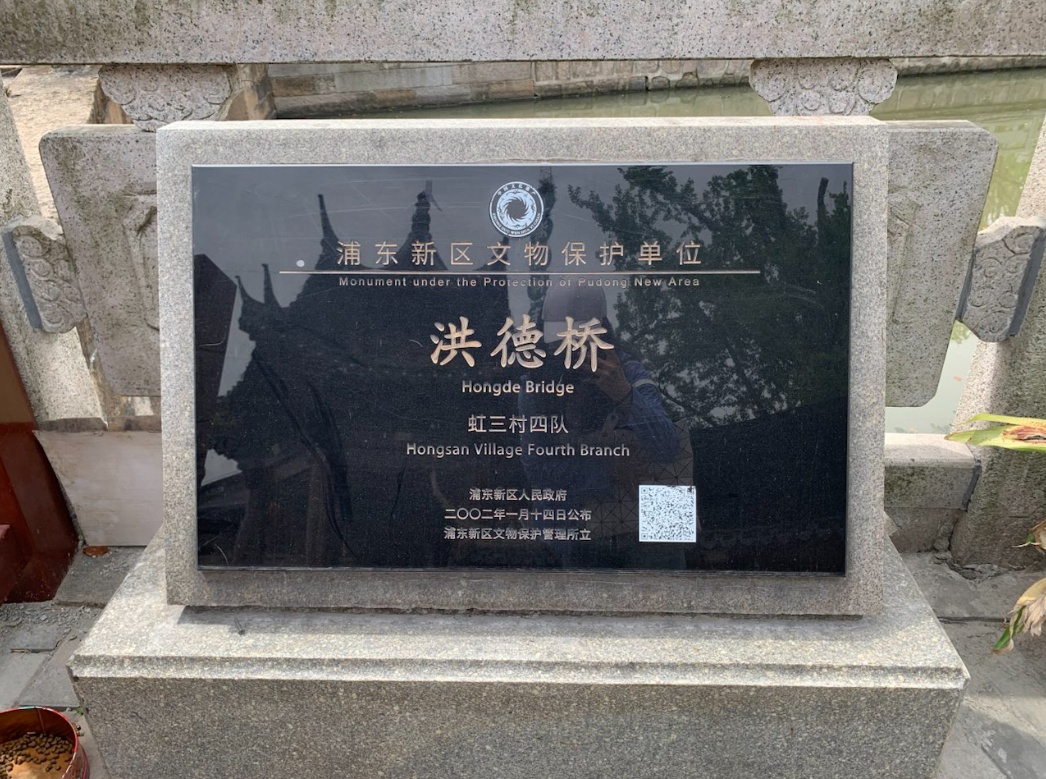 浦东新区文物保护单位
Monument under the Protection of Pudong New Area
洪德桥
Hongde Bridge
虹三村四队
Hongsan Village Fourth Branch
浦东新区人民政府
二〇〇二年一月十四日公布
浦东新区文物保护管理所立